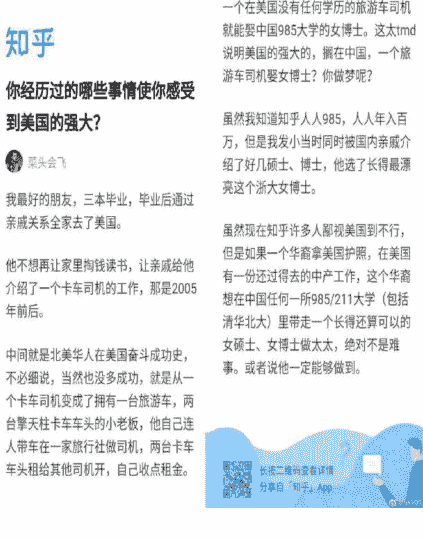 知乎
你经历过的哪些事情使你感受
到美国的强大?
菜头会飞
我最好的朋友，三本毕业，毕业后通过
亲戚关系全家去了美国。
他不想再让家里掏钱读书，让亲戚给他
介绍了一个卡车司机的工作，那是2005
年前后。
中间就是北美华人在美国奋斗成功史，
不必细说，当然也没多成功，就是从一
个卡车司机变成了拥有一台旅游车，两
台擎天柱卡车车头的小老板，他自己连
人带车在一家旅行社做司机，两台卡车
车头租给其他司机开，自己收点租金。
一个在美国没有任何学历的旅游车司机
就能娶中国985大学的女博士。这太tmd
说明美国的强大的，搁在中国，一个旅
游车司机娶女博士？你做梦呢？
虽然我知道知乎人人985，人人年入百
万，但是我发小当时同时被国内亲戚介
绍了好几硕士、博士，他选了长得最漂
亮这个浙大女博士。
虽然现在知乎许多人鄙视美国到不行，
但是如果一个华裔拿美国护照，在美国
有一份还过得去的中产工作，这个华裔
想在中国任何一所985/211大学（包括
清华北大）里带走一个长得还算可以的
女硕士、女博士做太太，绝对不是难
事。或者说他一定能够做到。
长按二维码查看详情
分享自「知乎」App